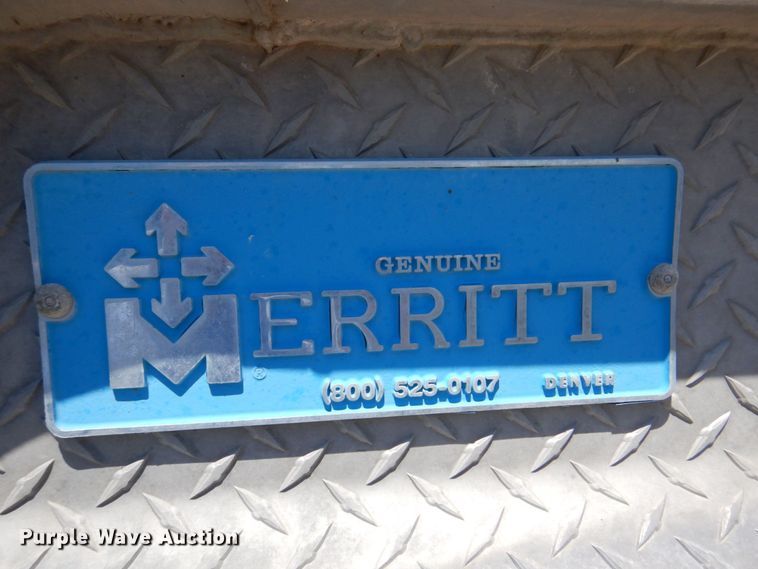 GENUINE
MERRITT
®
(800) 525-0107 DENVER
Purple Wave Auction